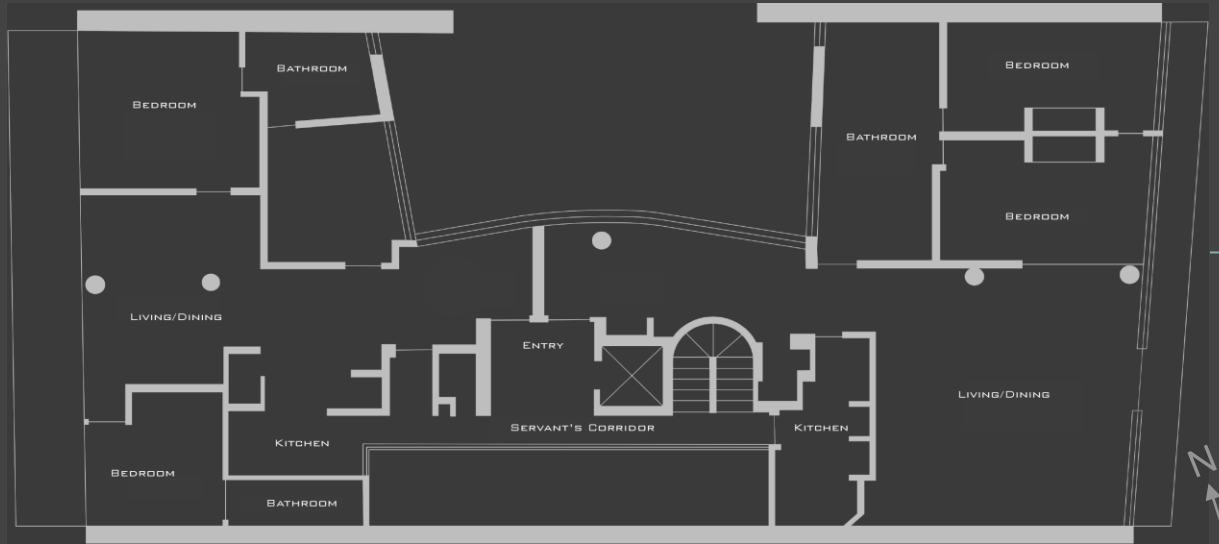 BEDROOM
BATHROOM
BATHROOM
BEDROOM
BEDROOM
LIVING/DINING
ENTRY
LIVING/DINING
KITCHEN
SERVANT'S CORRIDOR
KITCHEN
BEDROOM
BATHROOM
N